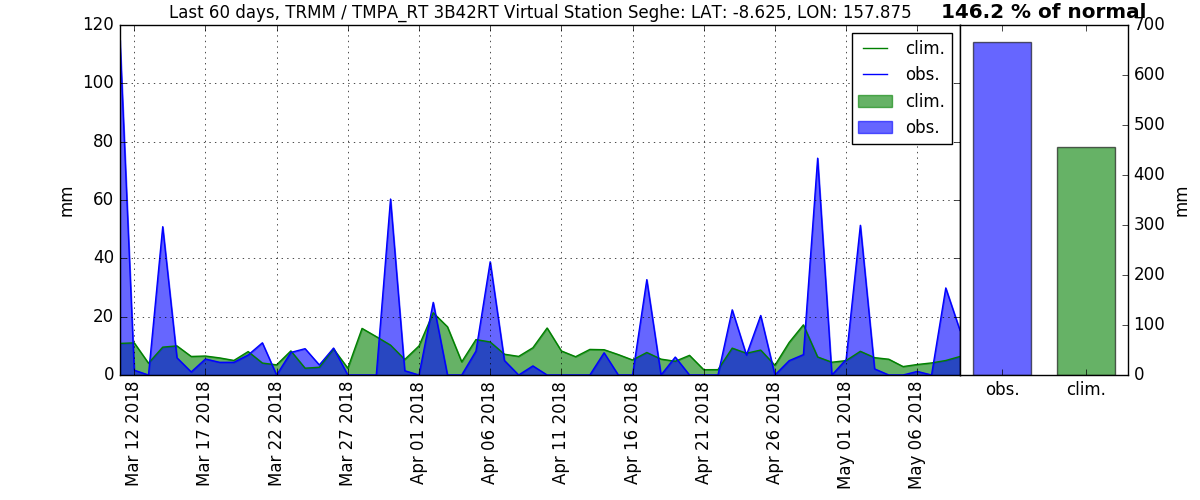 Last 60 days, TRMM / TMPA_RT 3B42RT Virtual Station Seghe: LAT: -8.625, LON: 157.875
146.2 % of normal
120
100
80
60
40
20
0
mm
clim.
obs.
clim.
obs.
700
600
500
400
300
200
100
0
mm
obs.
clim.
Mar 12 2018
Mar 17 2018
Mar 22 2018
Mar 27 2018
Apr 01 2018
Apr 06 2018
Apr 11 2018
Apr 16 2018
Apr 21 2018
Apr 26 2018
May 01 2018
May 06 2018